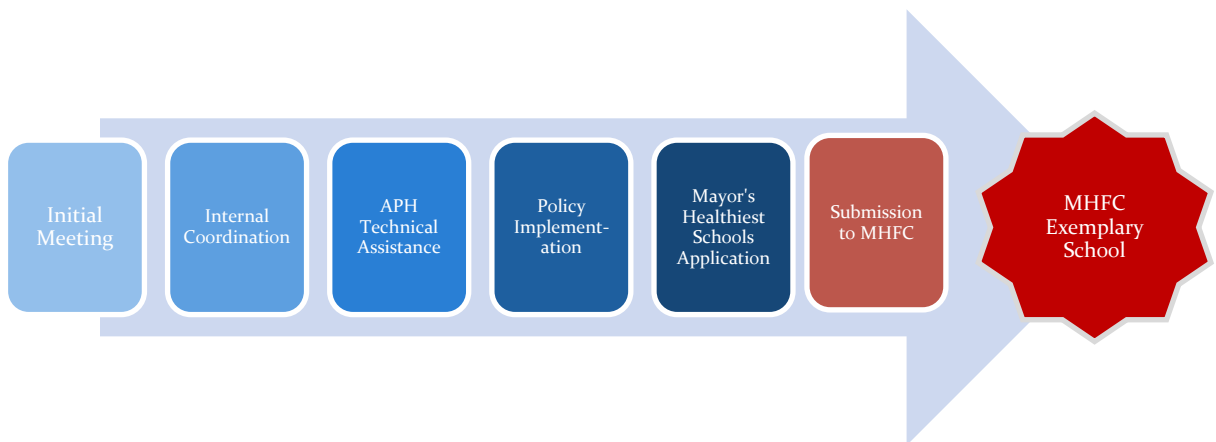 Initial
Meeting
Internal
Coordination
APH
Technical
Assistance
Policy
Implement-
ation
Mayor's
Healthiest
Schools
Application
Submission
to MHFC
MHFC
Exemplary
School